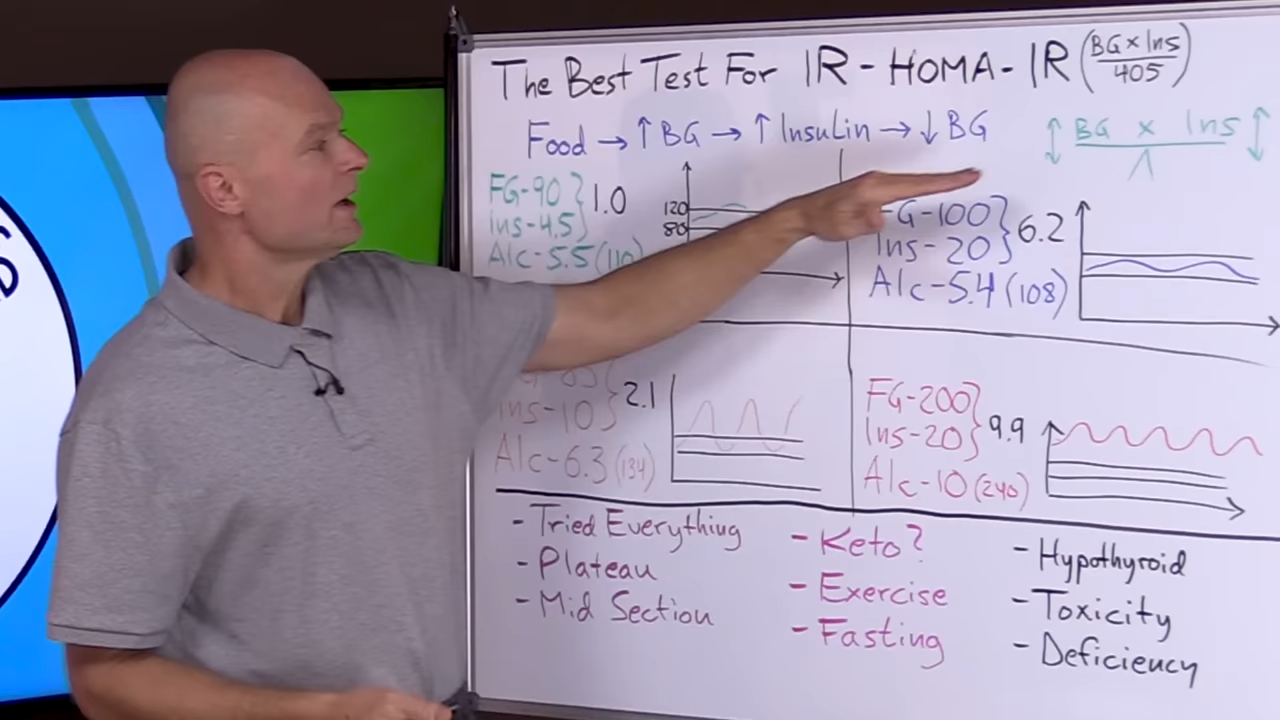 The Best Test For IR - HOMA - IR (BG x Ins / 405)
Food → ↑ BG → ↑ Insulin → ↓ BG
↕ BG x Ins ↕
FG-90
Ins-4.5
A1c-5.5 (110)
1.0
120
80
G-100
Ins-20
A1c-5.4 (108)
6.2
Ins-10
A1c-6.3 (134)
2.1
FG-200
Ins-20
A1c-10 (240)
9.9
- Tried Everything
- Plateau
- Mid Section
- Keto?
- Exercise
- Fasting
- Hypothyroid
- Toxicity
- Deficiency